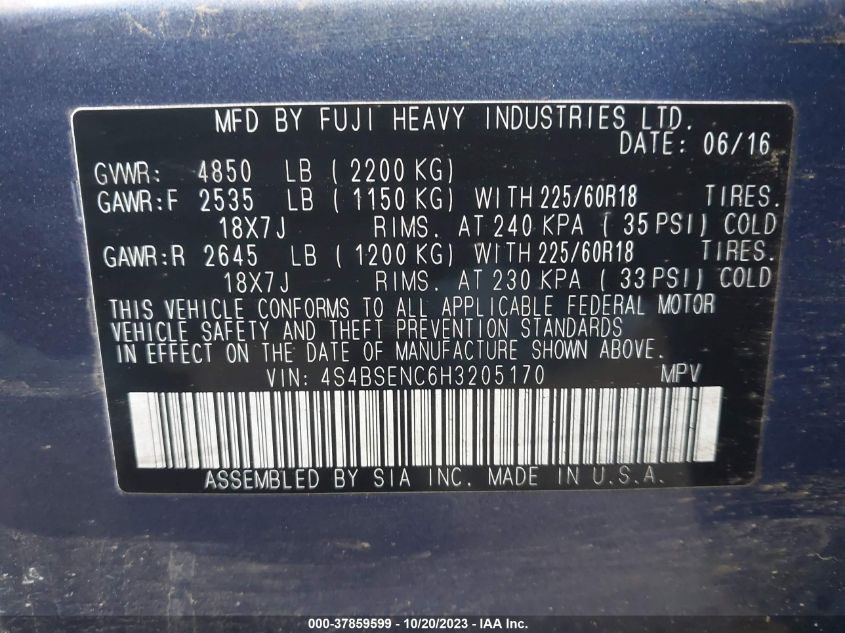 MFD BY FUJI HEAVY INDUSTRIES LTD.
DATE: 06/16
GVWR: 4850 LB ( 2200 KG)
GAWR:F 2535 LB ( 1150 KG) WITH 225/60R18 TIRES.
18X7J RIMS. AT 240 KPA ( 35 PSI) COLD
GAWR:R 2645 LB ( 1200 KG) WITH 225/60R18 TIRES.
18X7J RIMS. AT 230 KPA ( 33 PSI) COLD
THIS VEHICLE CONFORMS TO ALL APPLICABLE FEDERAL MOTOR
VEHICLE SAFETY AND THEFT PREVENTION STANDARDS
IN EFFECT ON THE DATE OF MANUFACTURE SHOWN ABOVE.
VIN: 4S4BSENC6H3205170 MPV
ASSEMBLED BY SIA INC. MADE IN U.S.A.
000-37859599 - 10/20/2023 - IAA Inc.